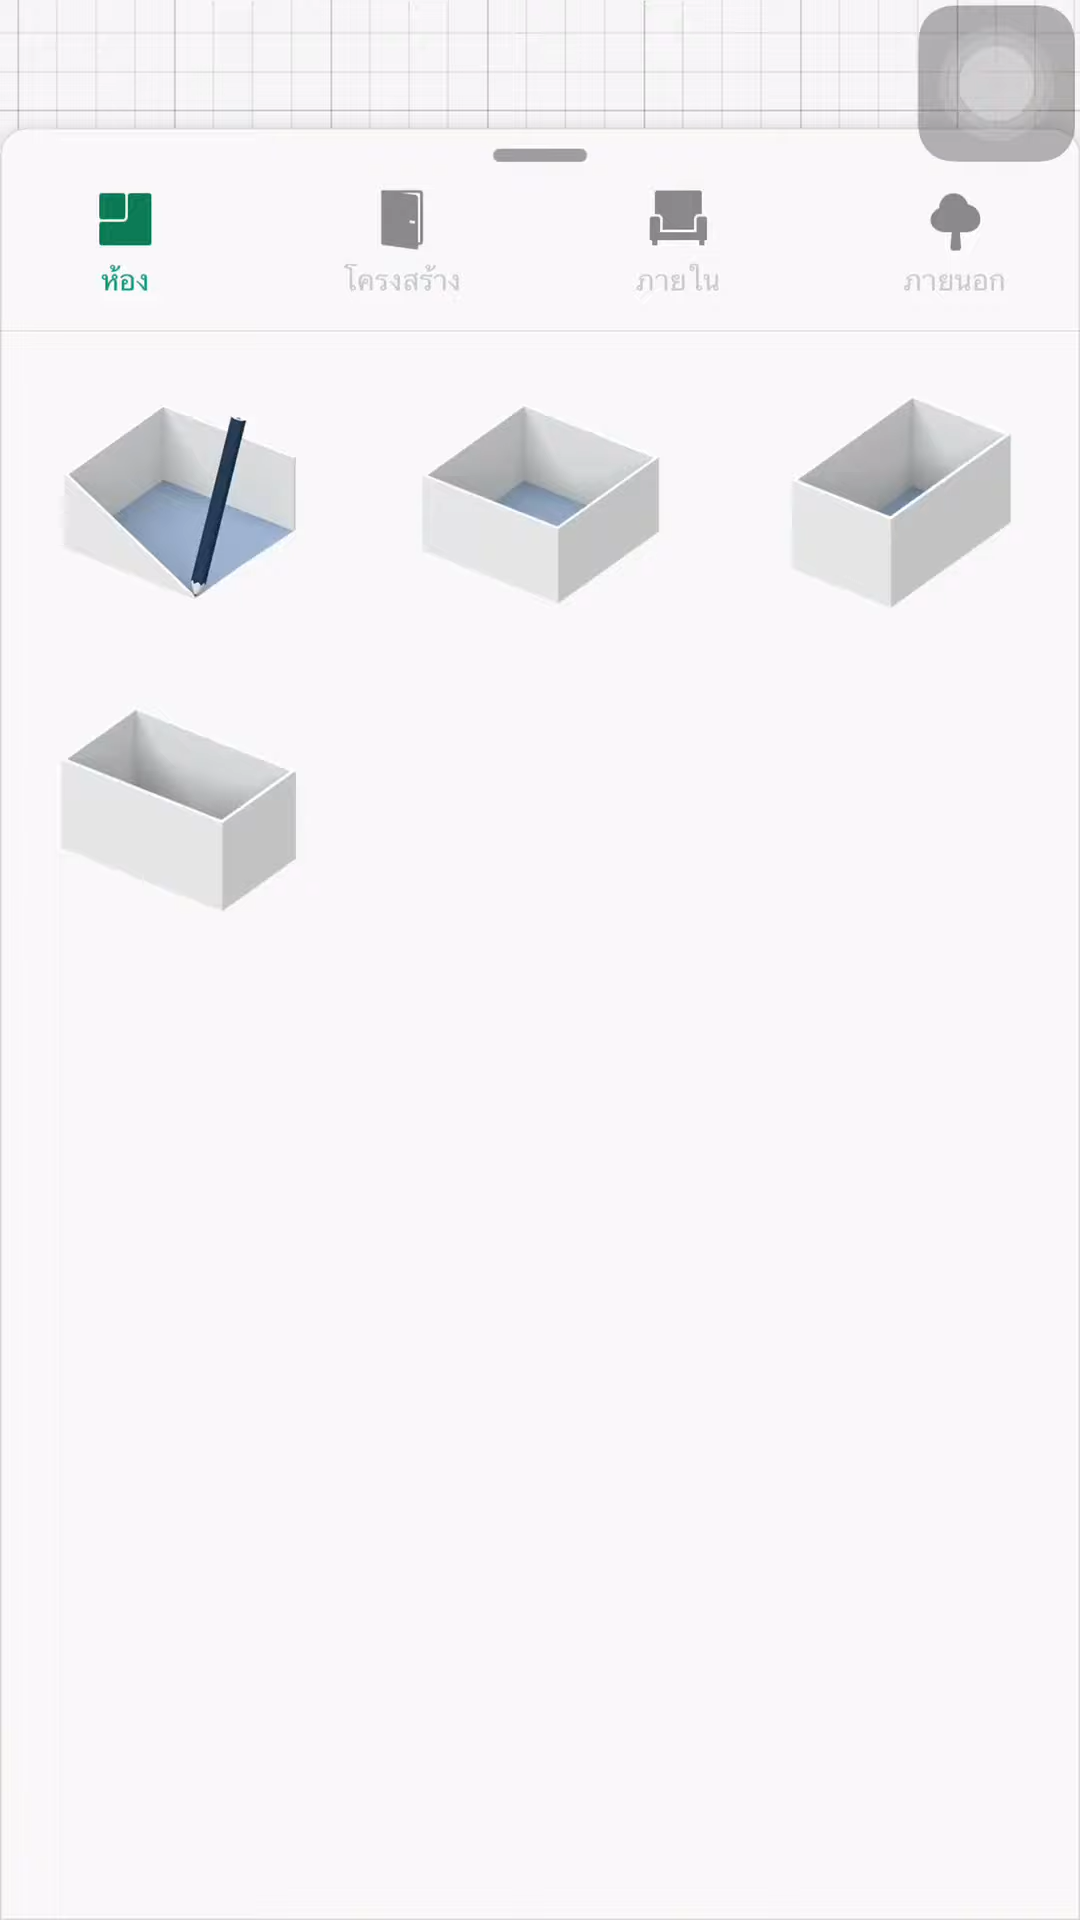 ห้อง
โครงสร้าง
ภายใน
ภายนอก